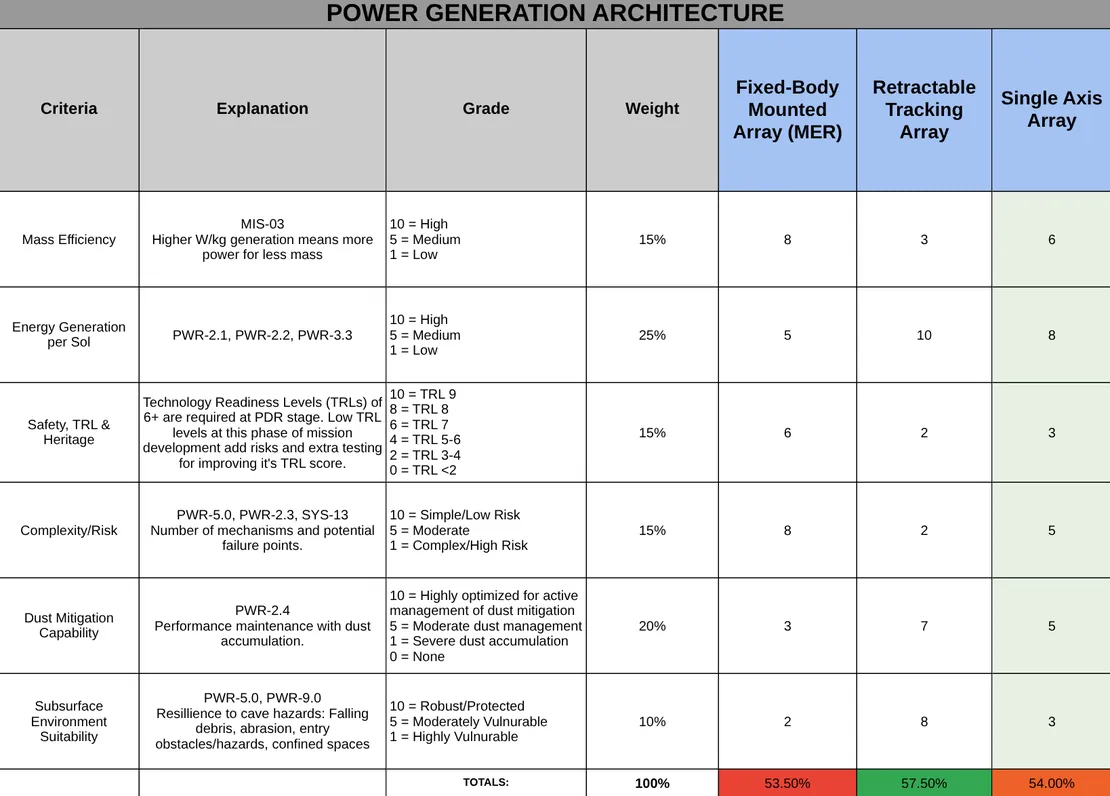 POWER GENERATION ARCHITECTURE
Criteria
Explanation
Grade
Weight
Fixed-Body
Mounted
Array (MER)
Retractable
Tracking
Array
Single Axis
Array
Mass Efficiency
MIS-03
Higher W/kg generation means more
power for less mass
10 = High
5 = Medium
1 = Low
15%
8
3
6
Energy Generation
per Sol
PWR-2.1, PWR-2.2, PWR-3.3
10 = High
5 = Medium
1 = Low
25%
5
10
8
Safety, TRL &
Heritage
Technology Readiness Levels (TRLs) of
6+ are required at PDR stage. Low TRL
levels at this phase of mission
development add risks and extra testing
for improving it's TRL score.
10 = TRL 9
8 = TRL 8
6 = TRL 7
4 = TRL 5-6
2 = TRL 3-4
0 = TRL <2
15%
6
2
3
Complexity/Risk
PWR-5.0, PWR-2.3, SYS-13
Number of mechanisms and potential
failure points.
10 = Simple/Low Risk
5 = Moderate
1 = Complex/High Risk
15%
8
2
5
Dust Mitigation
Capability
PWR-2.4
Performance maintenance with dust
accumulation.
10 = Highly optimized for active
management of dust mitigation
5 = Moderate dust management
1 = Severe dust accumulation
0 = None
20%
3
7
5
Subsurface
Environment
Suitability
PWR-5.0, PWR-9.0
Resillience to cave hazards: Falling
debris, abrasion, entry
obstacles/hazards, confined spaces
10 = Robust/Protected
5 = Moderately Vulnurable
1 = Highly Vulnurable
10%
2
8
3
TOTALS:
100%
53.50%
57.50%
54.00%